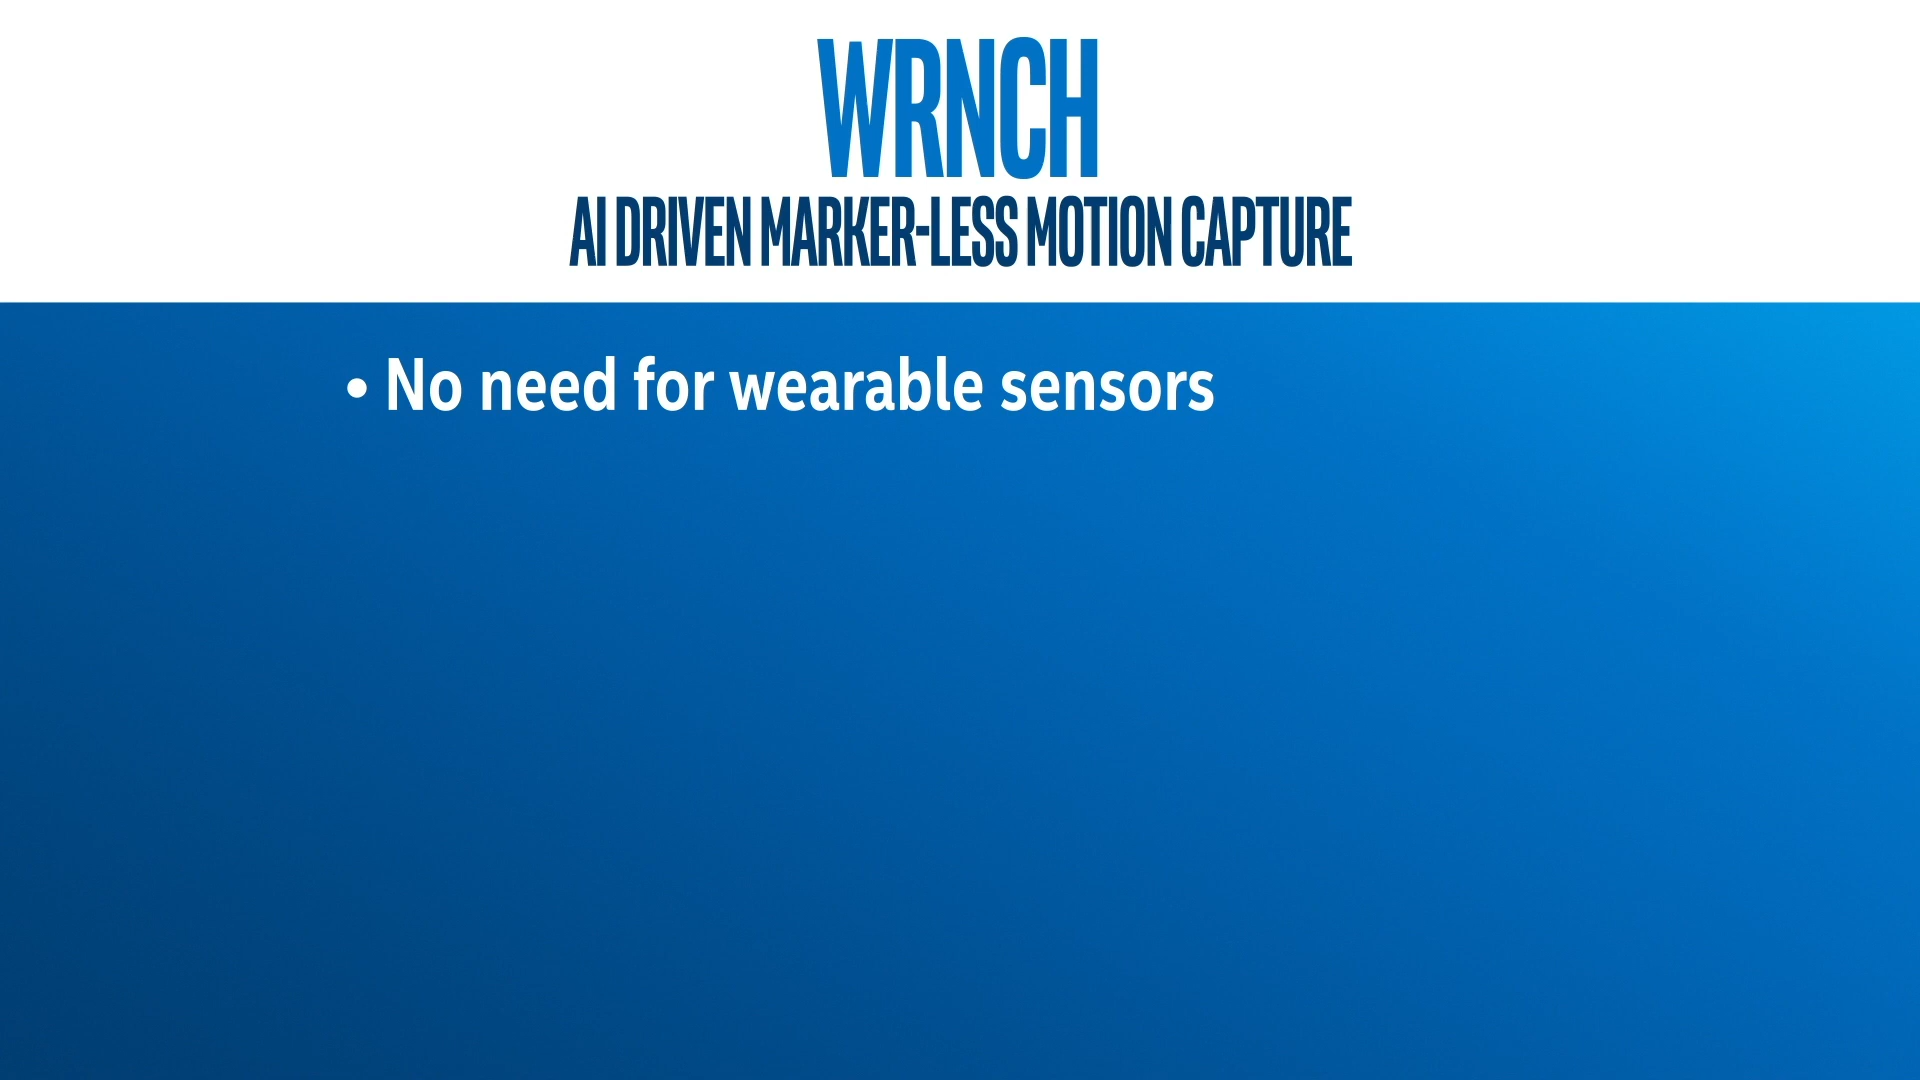 WRNCH
AI DRIVEN MARKER-LESS MOTION CAPTURE
• No need for wearable sensors